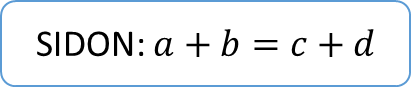 SIDON: a + b = c + d